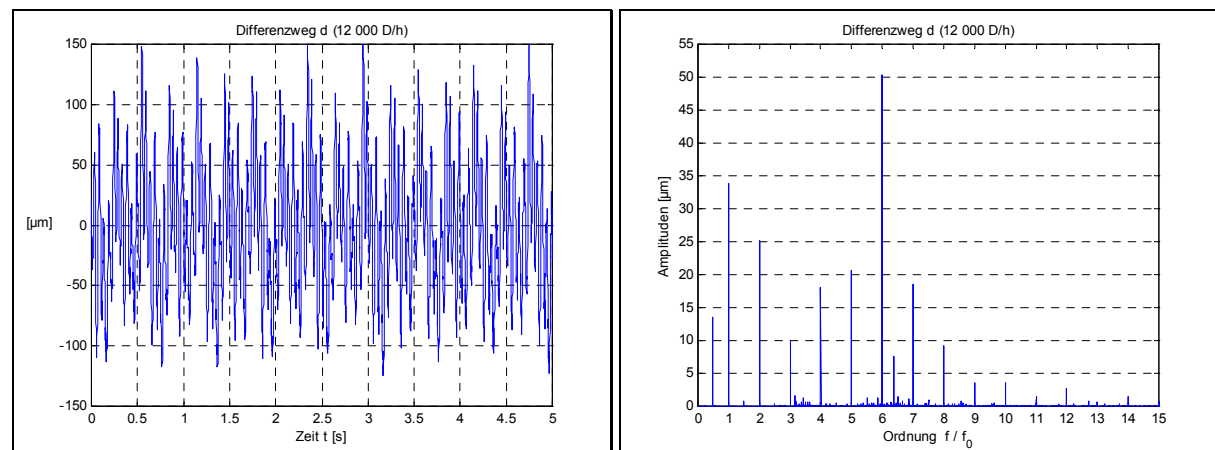 Differenzweg d (12 000 D/h)
150
100
50
[µm]
0
-50
-100
-150
0 0.5 1 1.5 2 2.5 3 3.5 4 4.5 5
Zeit t [s]
Differenzweg d (12 000 D/h)
55
50
45
40
35
30
25
20
15
10
5
0
Amplituden [µm]
0 1 2 3 4 5 6 7 8 9 10 11 12 13 14 15
Ordnung f / f0